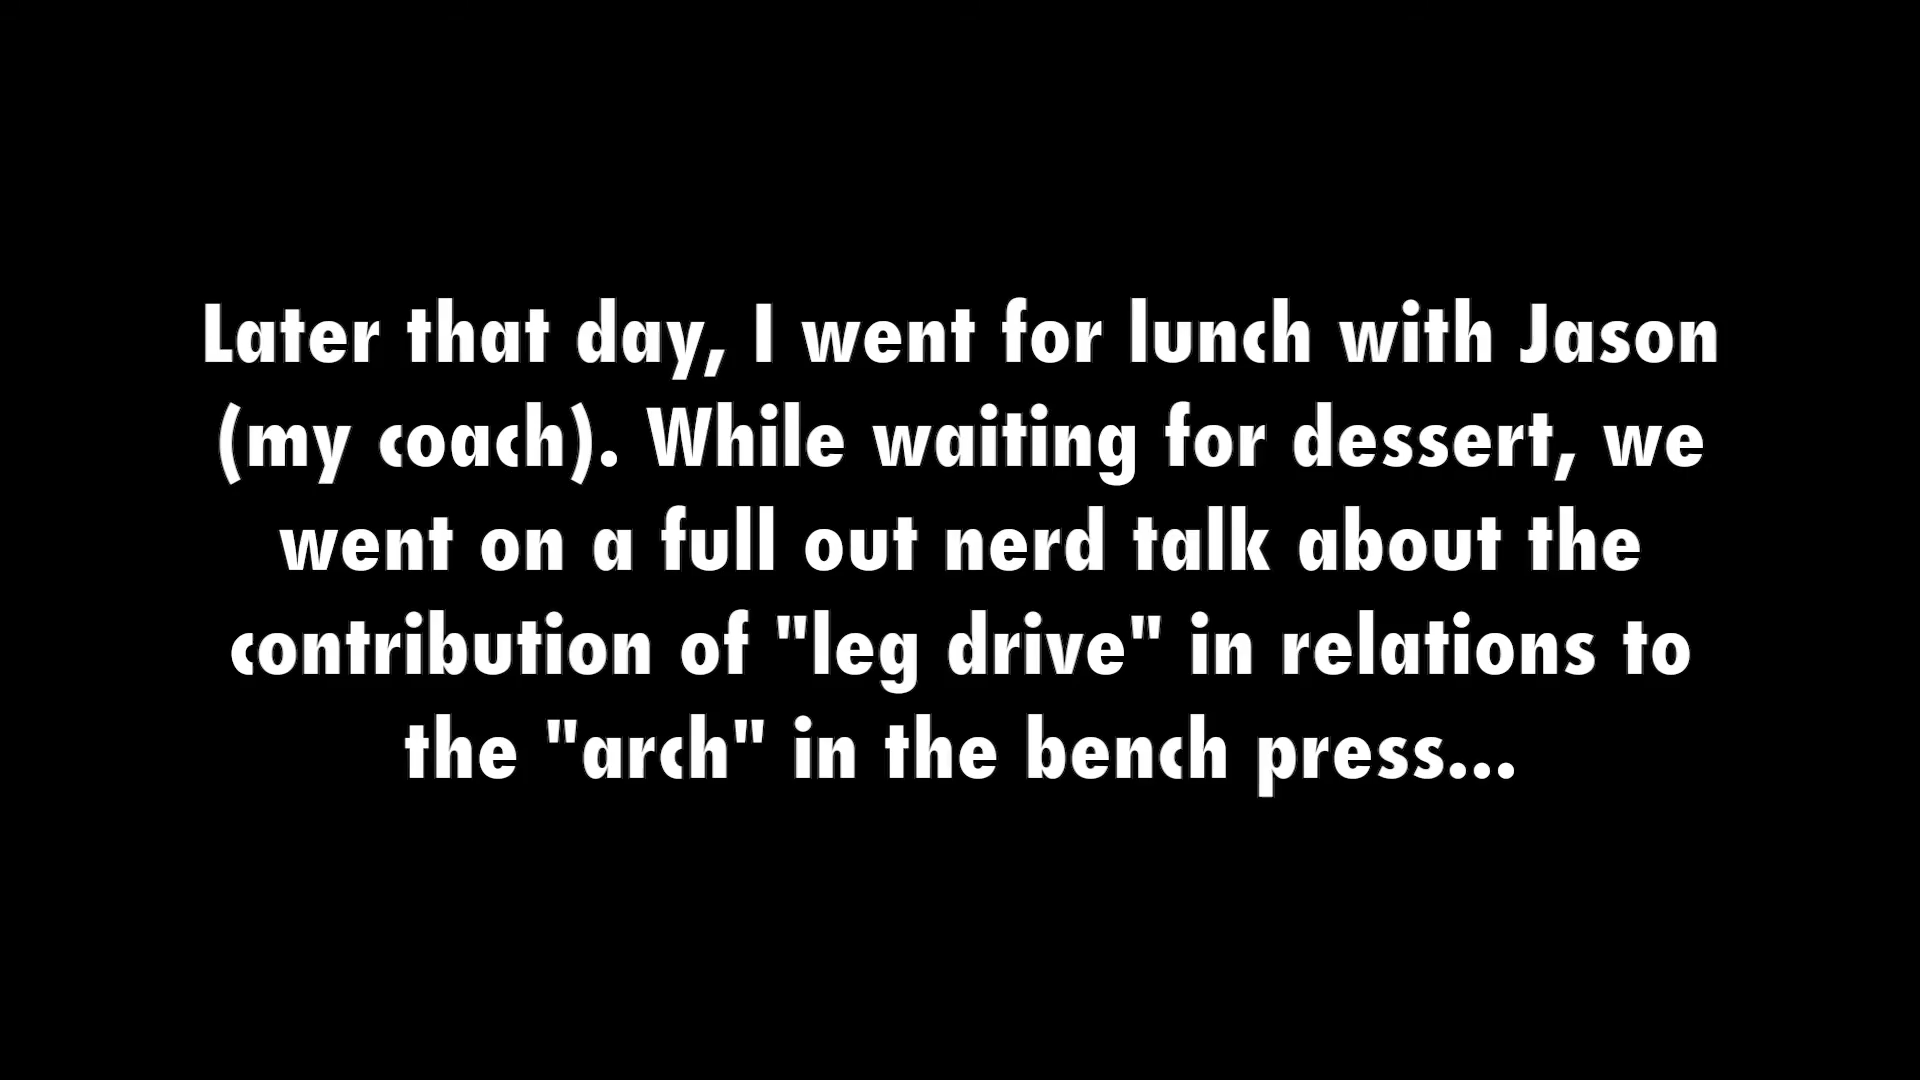 Later that day, I went for lunch with Jason
(my coach). While waiting for dessert, we
went on a full out nerd talk about the
contribution of "leg drive" in relations to
the "arch" in the bench press...